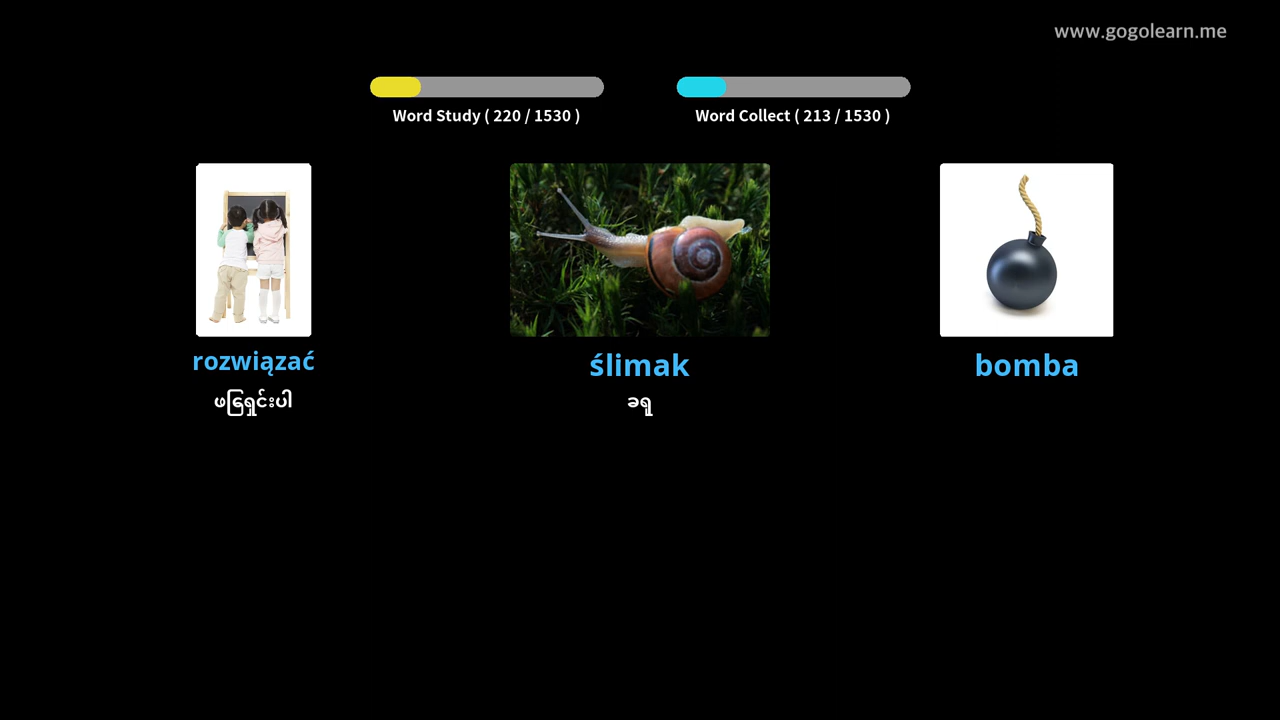 www.gogolearn.me
Word Study ( 220 / 1530 )
Word Collect ( 213 / 1530 )
rozwiązać
ဖြေရှင်းပါ
ślimak
ခရု
bomba